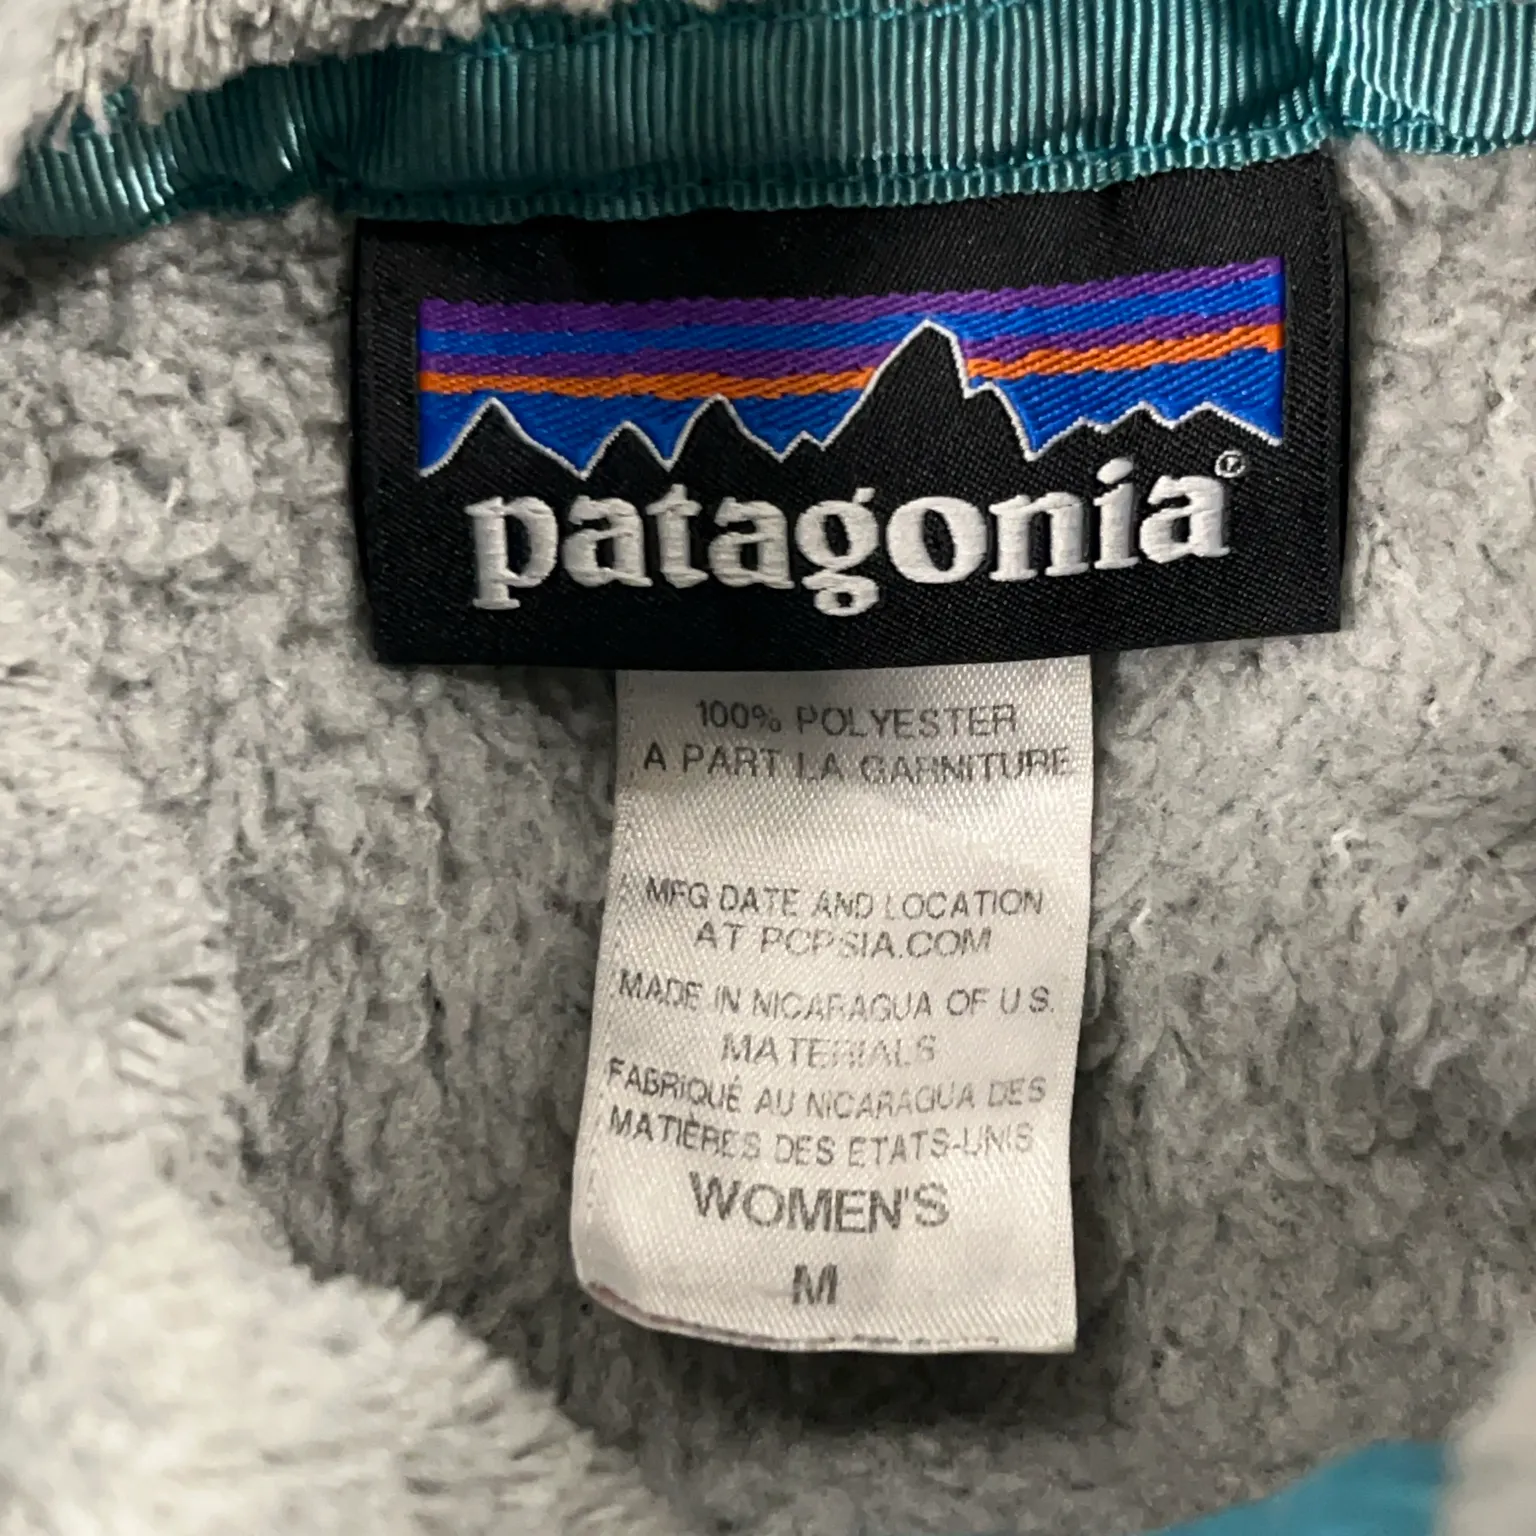 patagonia®
100% POLYESTER
A PART LA GARNITURE
MFG DATE AND LOCATION
AT PCPSIA.COM
MADE IN NICARAGUA OF U.S.
MATERIALS
FABRIQUÉ AU NICARAGUA DES
MATIÈRES DES ETATS-UNIS
WOMEN'S
M